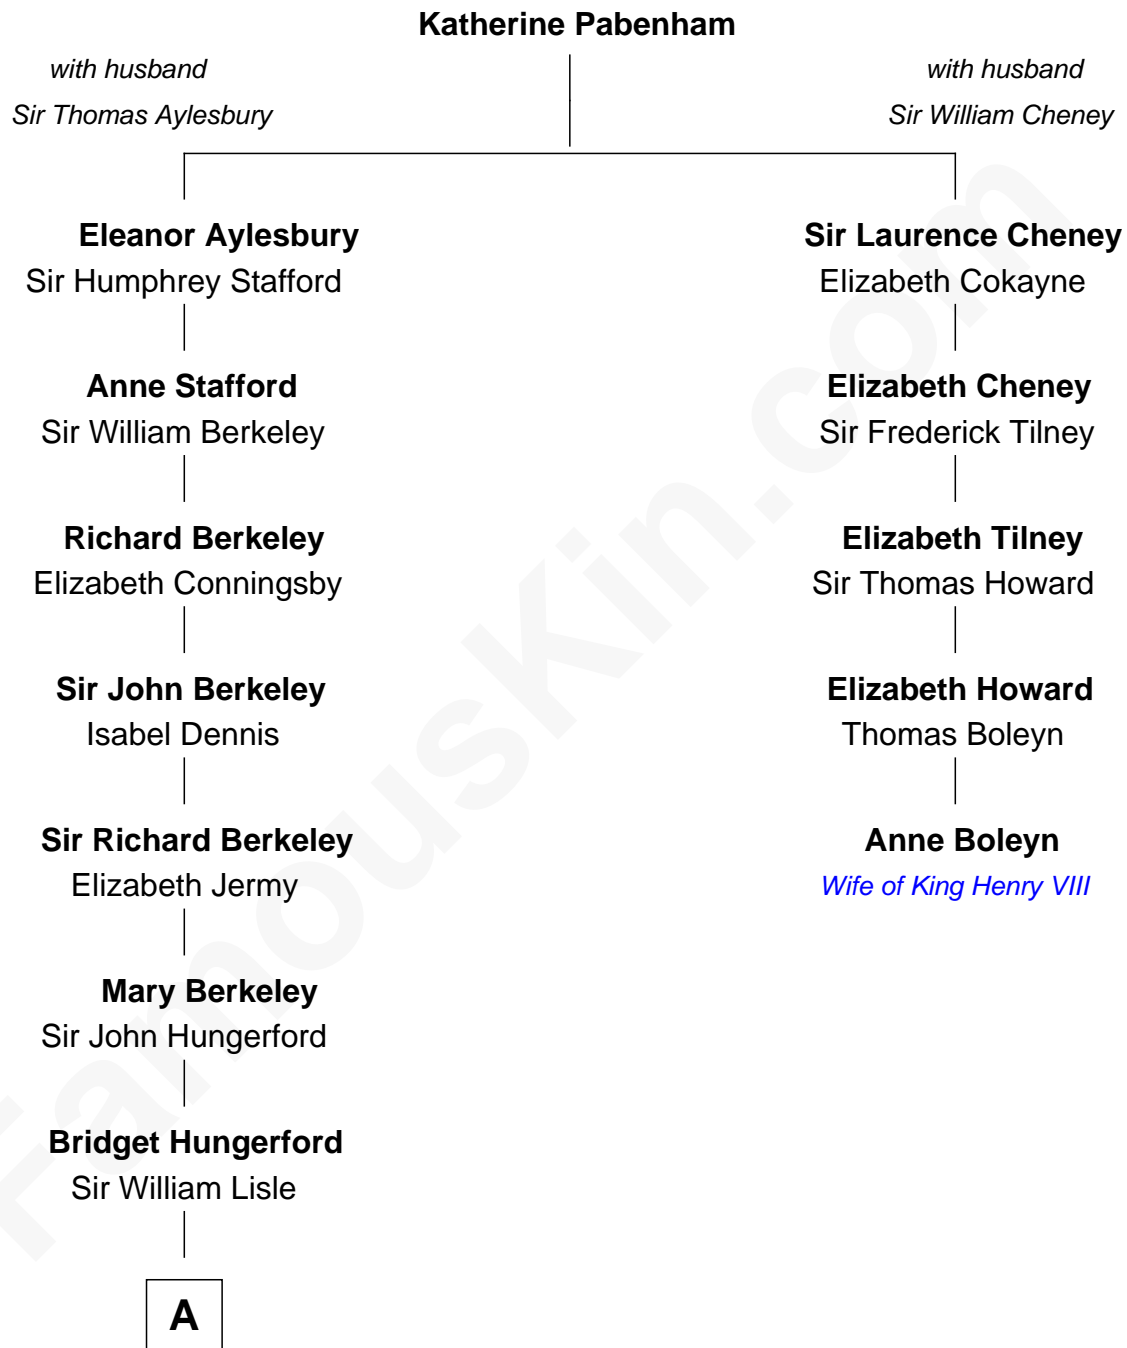 Katherine Pabenham
with husband
Sir Thomas Aylesbury
with husband
Sir William Cheney
Eleanor Aylesbury
Sir Humphrey Stafford
Anne Stafford
Sir William Berkeley
Richard Berkeley
Elizabeth Conningsby
Sir John Berkeley
Isabel Dennis
Sir Richard Berkeley
Elizabeth Jermy
Mary Berkeley
Sir John Hungerford
Bridget Hungerford
Sir William Lisle
A
Sir Laurence Cheney
Elizabeth Cokayne
Elizabeth Cheney
Sir Frederick Tilney
Elizabeth Tilney
Sir Thomas Howard
Elizabeth Howard
Thomas Boleyn
Anne Boleyn
Wife of King Henry VIII
FamousKin.com